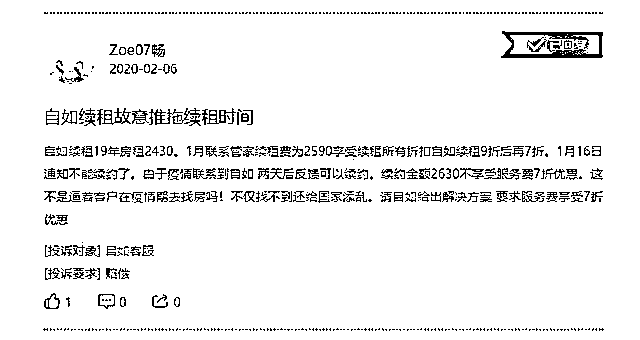 Zoe07畅
已回复
2020-02-06
自如续租故意推拖续租时间
自如续租19年房租2430。1月联系管家续租费为2590享受续租所有折扣自如续租9折后再7折。1月16日
通知不能续约了。由于疫情联系到自如 两天后反馈可以续约。续约金额2630不享受服务费7折优惠。这
不是逼着客户在疫情期去找房吗！不仅找不到还给国家添乱。请自如给出解决方案 要求服务费享受7折
优惠
[投诉对象] 自如客服
[投诉要求] 赔偿
1 0 0